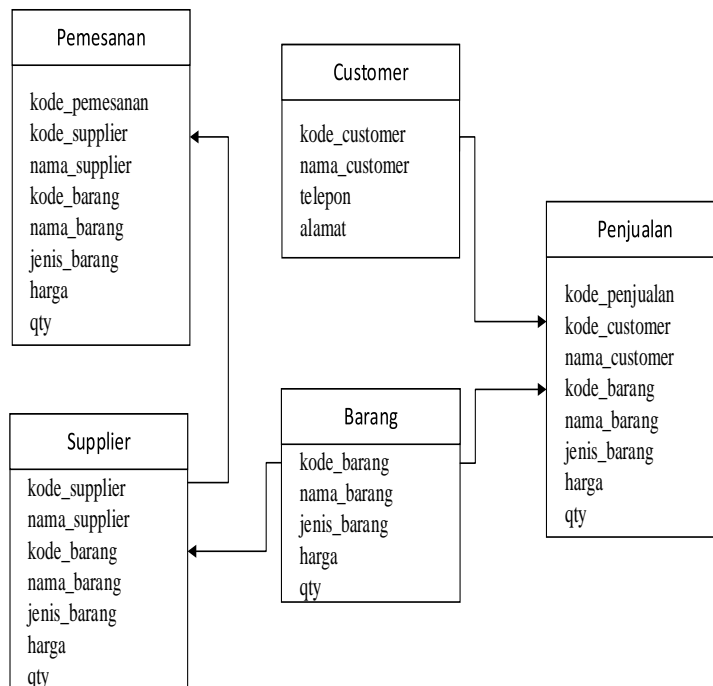 Pemesanan
kode_pemesanan
kode_supplier
nama_supplier
kode_barang
nama_barang
jenis_barang
harga
qty
Customer
kode_customer
nama_customer
telepon
alamat
Penjualan
kode_penjualan
kode_customer
nama_customer
kode_barang
nama_barang
jenis_barang
harga
qty
Supplier
kode_supplier
nama_supplier
kode_barang
nama_barang
jenis_barang
harga
qty
Barang
kode_barang
nama_barang
jenis_barang
harga
qty